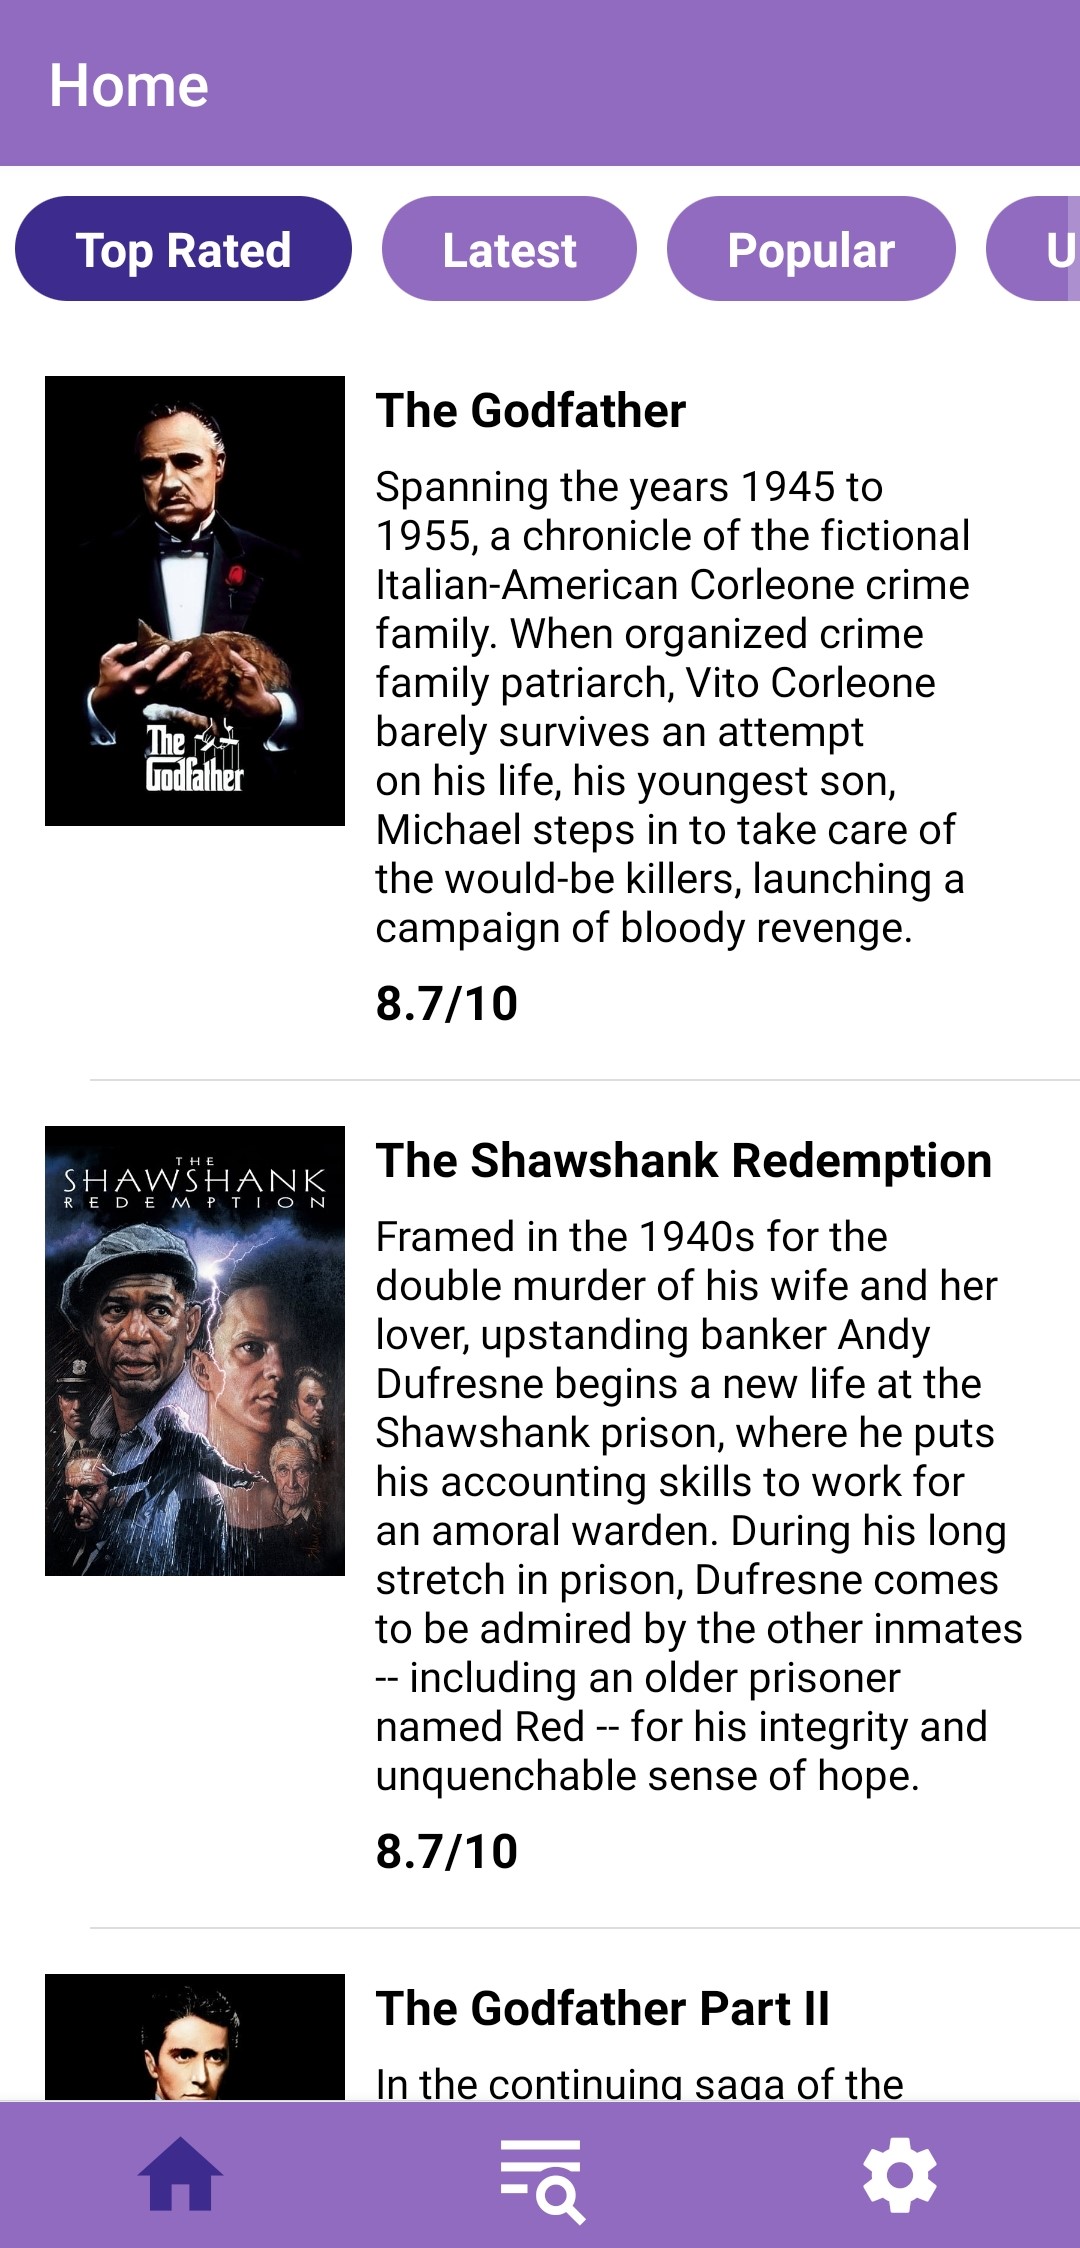 Home
Top Rated
Latest
Popular
U
The Godfather
Spanning the years 1945 to
1955, a chronicle of the fictional
Italian-American Corleone crime
family. When organized crime
family patriarch, Vito Corleone
barely survives an attempt
on his life, his youngest son,
Michael steps in to take care of
the would-be killers, launching a
campaign of bloody revenge.
8.7/10
The
Godfather
THE
SHAWSHANK
REDEMPTION
The Shawshank Redemption
Framed in the 1940s for the
double murder of his wife and her
lover, upstanding banker Andy
Dufresne begins a new life at the
Shawshank prison, where he puts
his accounting skills to work for
an amoral warden. During his long
stretch in prison, Dufresne comes
to be admired by the other inmates
-- including an older prisoner
named Red -- for his integrity and
unquenchable sense of hope.
8.7/10
The Godfather Part II
In the continuing saga of the